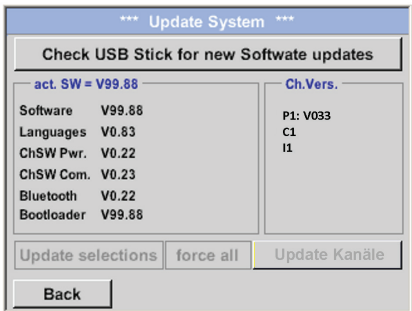 *** Update System ***
Check USB Stick for new Softwate updates
act. SW = V99.88
Software V99.88
Languages V0.83
ChSW Pwr. V0.22
ChSW Com. V0.23
Bluetooth V0.22
Bootloader V99.88
Ch.Vers.
P1: V033
C1
I1
Update selections
force all
Update Kanäle
Back